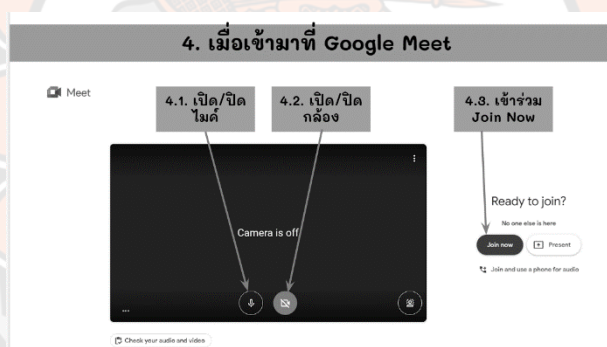 4. เมื่อเข้ามาที่ Google Meet
Meet
4.1. เปิด/ปิด
ไมค์
4.2. เปิด/ปิด
กล้อง
4.3. เข้าร่วม
Join Now
Camera is off
Ready to join?
No one else is here
Join now
Present
Join and use a phone for audio
Check your audio and video